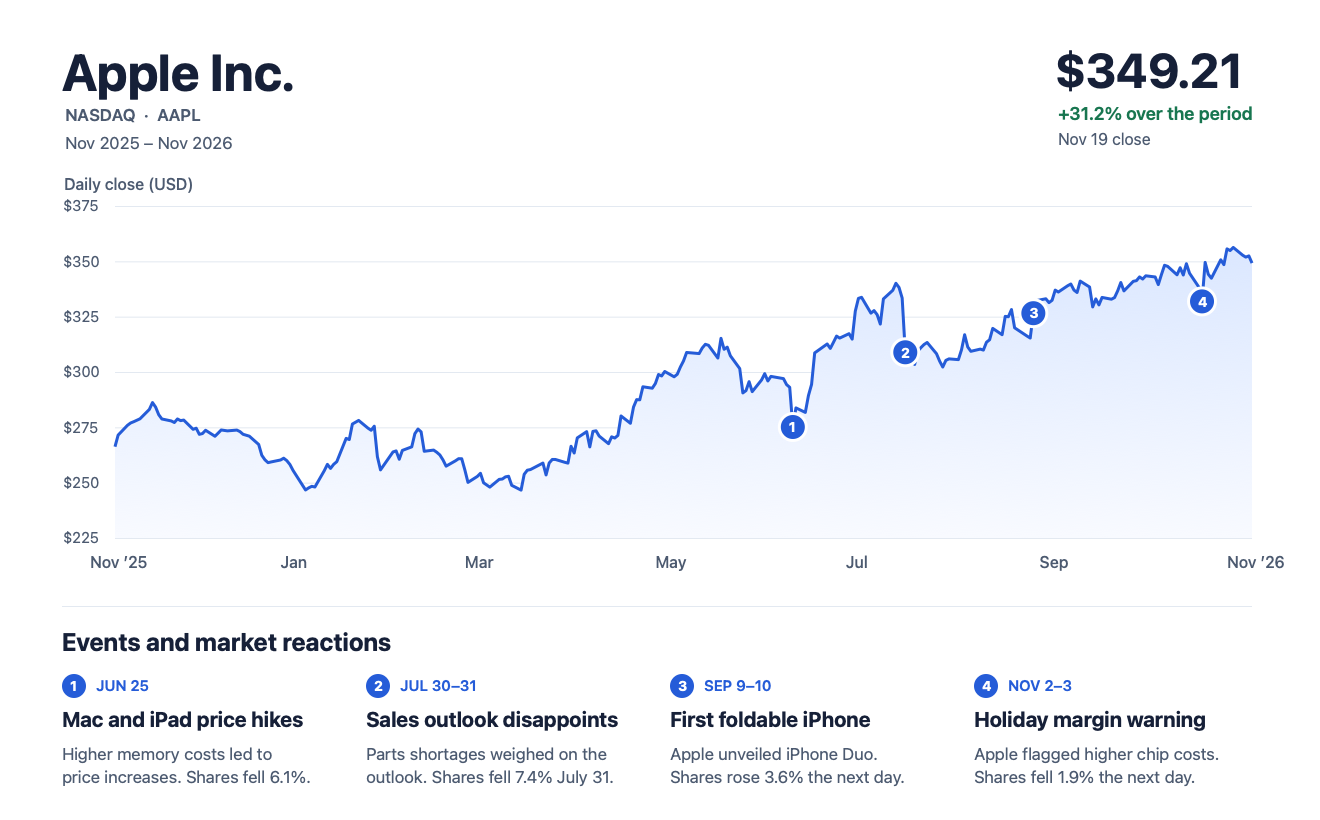 Apple Inc.
$349.21
NASDAQ · AAPL
+31.2% over the period
Nov 2025 – Nov 2026
Nov 19 close
Daily close (USD)
$375
$350
$325
$300
$275
$250
$225
1
2
3
4
Nov ’25
Jan
Mar
May
Jul
Sep
Nov ’26
Events and market reactions
1 JUN 25
Mac and iPad price hikes
Higher memory costs led to
price increases. Shares fell 6.1%.
2 JUL 30–31
Sales outlook disappoints
Parts shortages weighed on the
outlook. Shares fell 7.4% July 31.
3 SEP 9–10
First foldable iPhone
Apple unveiled iPhone Duo.
Shares rose 3.6% the next day.
4 NOV 2–3
Holiday margin warning
Apple flagged higher chip costs.
Shares fell 1.9% the next day.